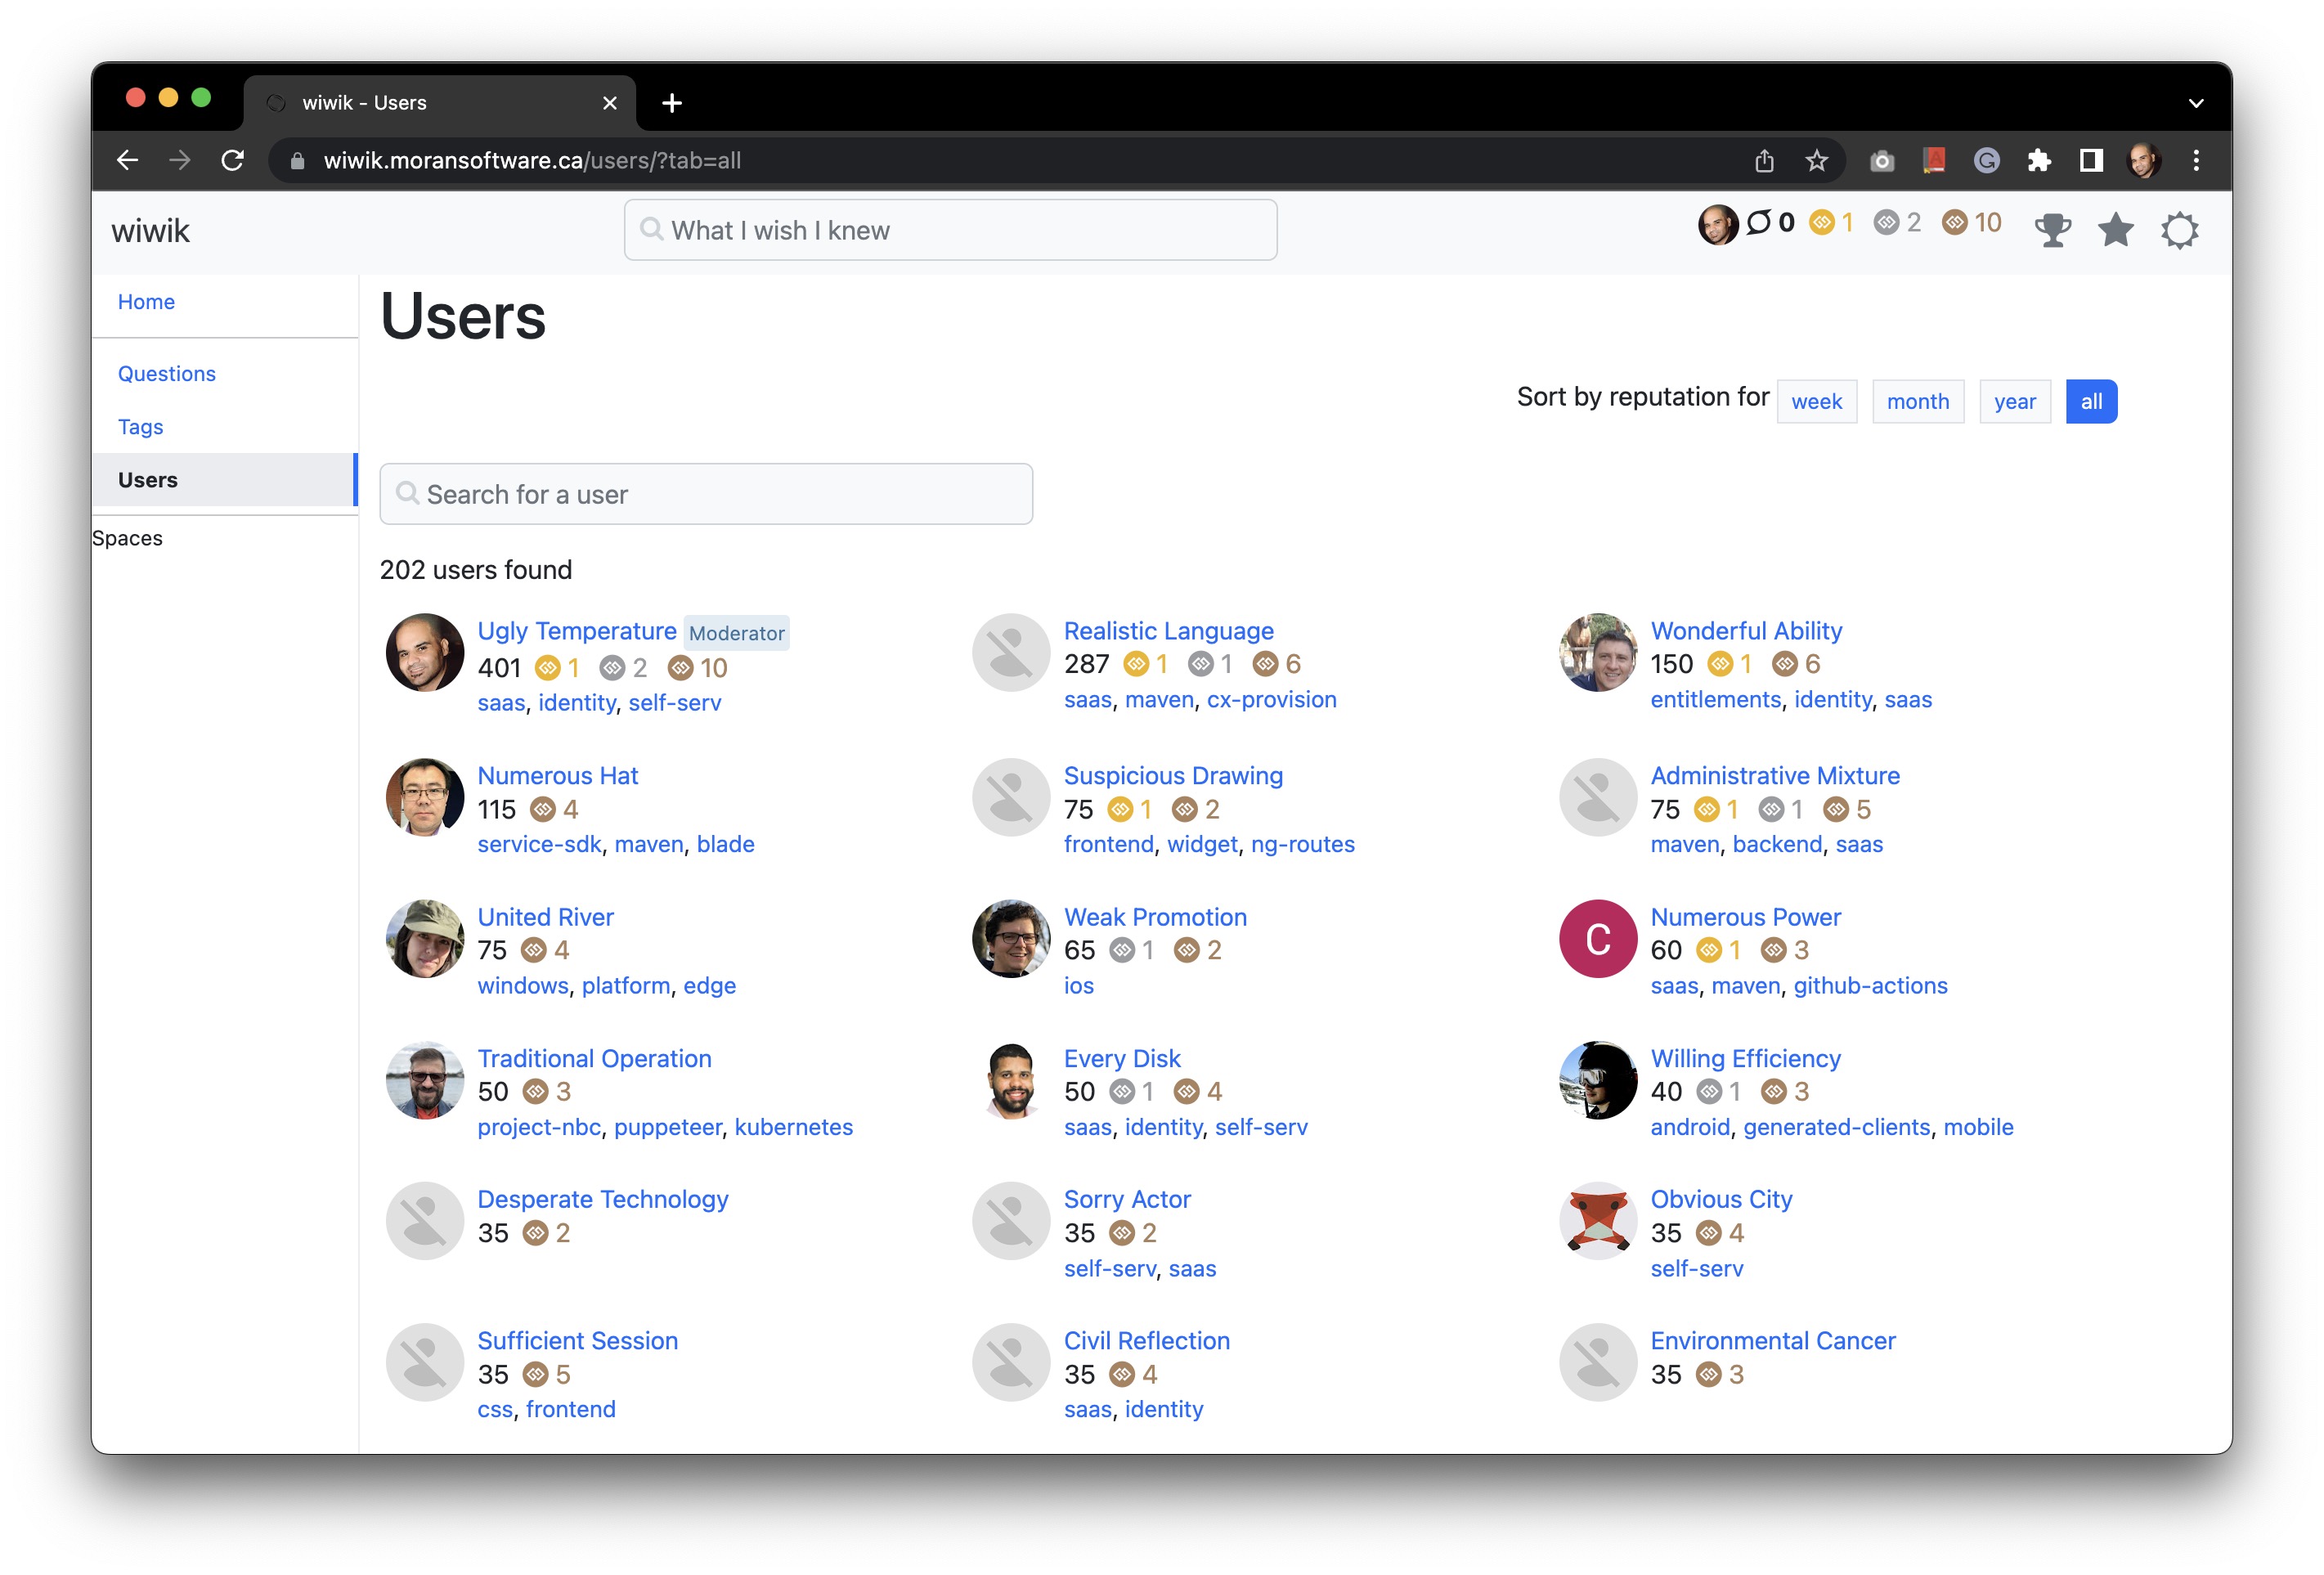 wiwik - Users
wiwik.moransoftware.ca/users/?tab=all
wiwik
What I wish I knew
0 1 2 10
Home
Questions
Tags
Users
Spaces
Users
Sort by reputation for week month year all
Search for a user
202 users found
Ugly Temperature Moderator
401 1 2 10
saas, identity, self-serv
Realistic Language
287 1 1 6
saas, maven, cx-provision
Wonderful Ability
150 1 6
entitlements, identity, saas
Numerous Hat
115 4
service-sdk, maven, blade
Suspicious Drawing
75 1 2
frontend, widget, ng-routes
Administrative Mixture
75 1 1 5
maven, backend, saas
United River
75 4
windows, platform, edge
Weak Promotion
65 1 2
ios
C
Numerous Power
60 1 3
saas, maven, github-actions
Traditional Operation
50 3
project-nbc, puppeteer, kubernetes
Every Disk
50 1 4
saas, identity, self-serv
Willing Efficiency
40 1 3
android, generated-clients, mobile
Desperate Technology
35 2
Sorry Actor
35 2
self-serv, saas
Obvious City
35 4
self-serv
Sufficient Session
35 5
css, frontend
Civil Reflection
35 4
saas, identity
Environmental Cancer
35 3